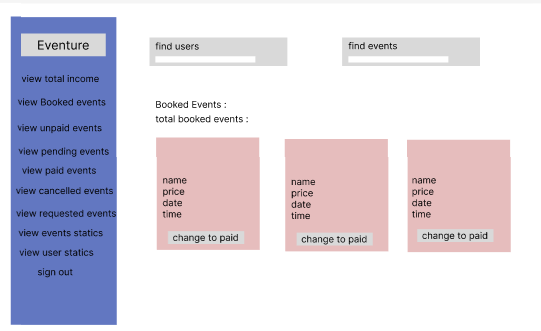 Eventure
view total income
view Booked events
view unpaid events
view pending events
view paid events
view cancelled events
view requested events
view events statics
view user statics
sign out
find users
find events
Booked Events :
total booked events :
name
price
date
time
change to paid
name
price
date
time
change to paid
name
price
date
time
change to paid